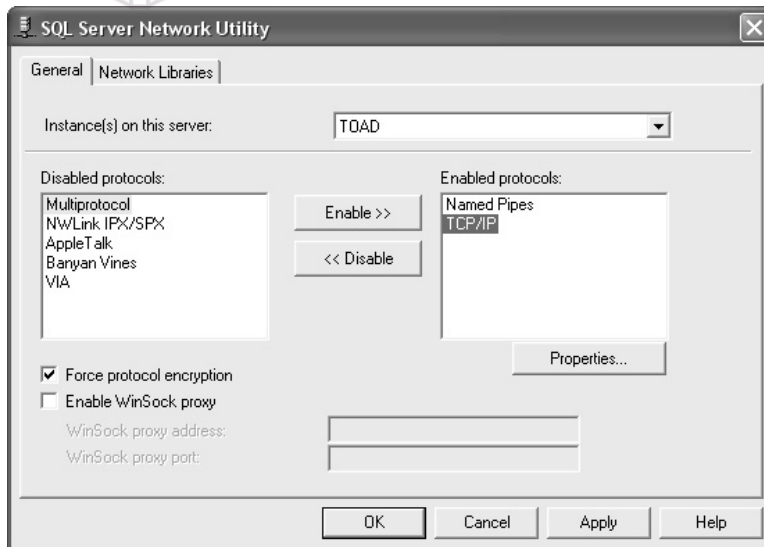 SQL Server Network Utility
General
Network Libraries
Instance(s) on this server:
TOAD
Disabled protocols:
Multiprotocol
NWLink IPX/SPX
AppleTalk
Banyan Vines
VIA
Enable >>
<< Disable
Enabled protocols:
Named Pipes
TCP/IP
Properties...
Force protocol encryption
Enable WinSock proxy
WinSock proxy address:
WinSock proxy port:
OK
Cancel
Apply
Help